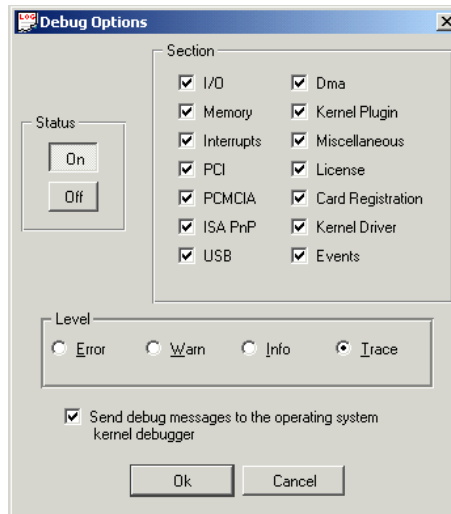 LOG Debug Options
Section
I/O
Dma
Memory
Kernel Plugin
Status
Interrupts
Miscellaneous
On
PCI
License
Off
PCMCIA
Card Registration
ISA PnP
Kernel Driver
USB
Events
Level
Error
Warn
Info
Trace
Send debug messages to the operating system
kernel debugger
Ok
Cancel